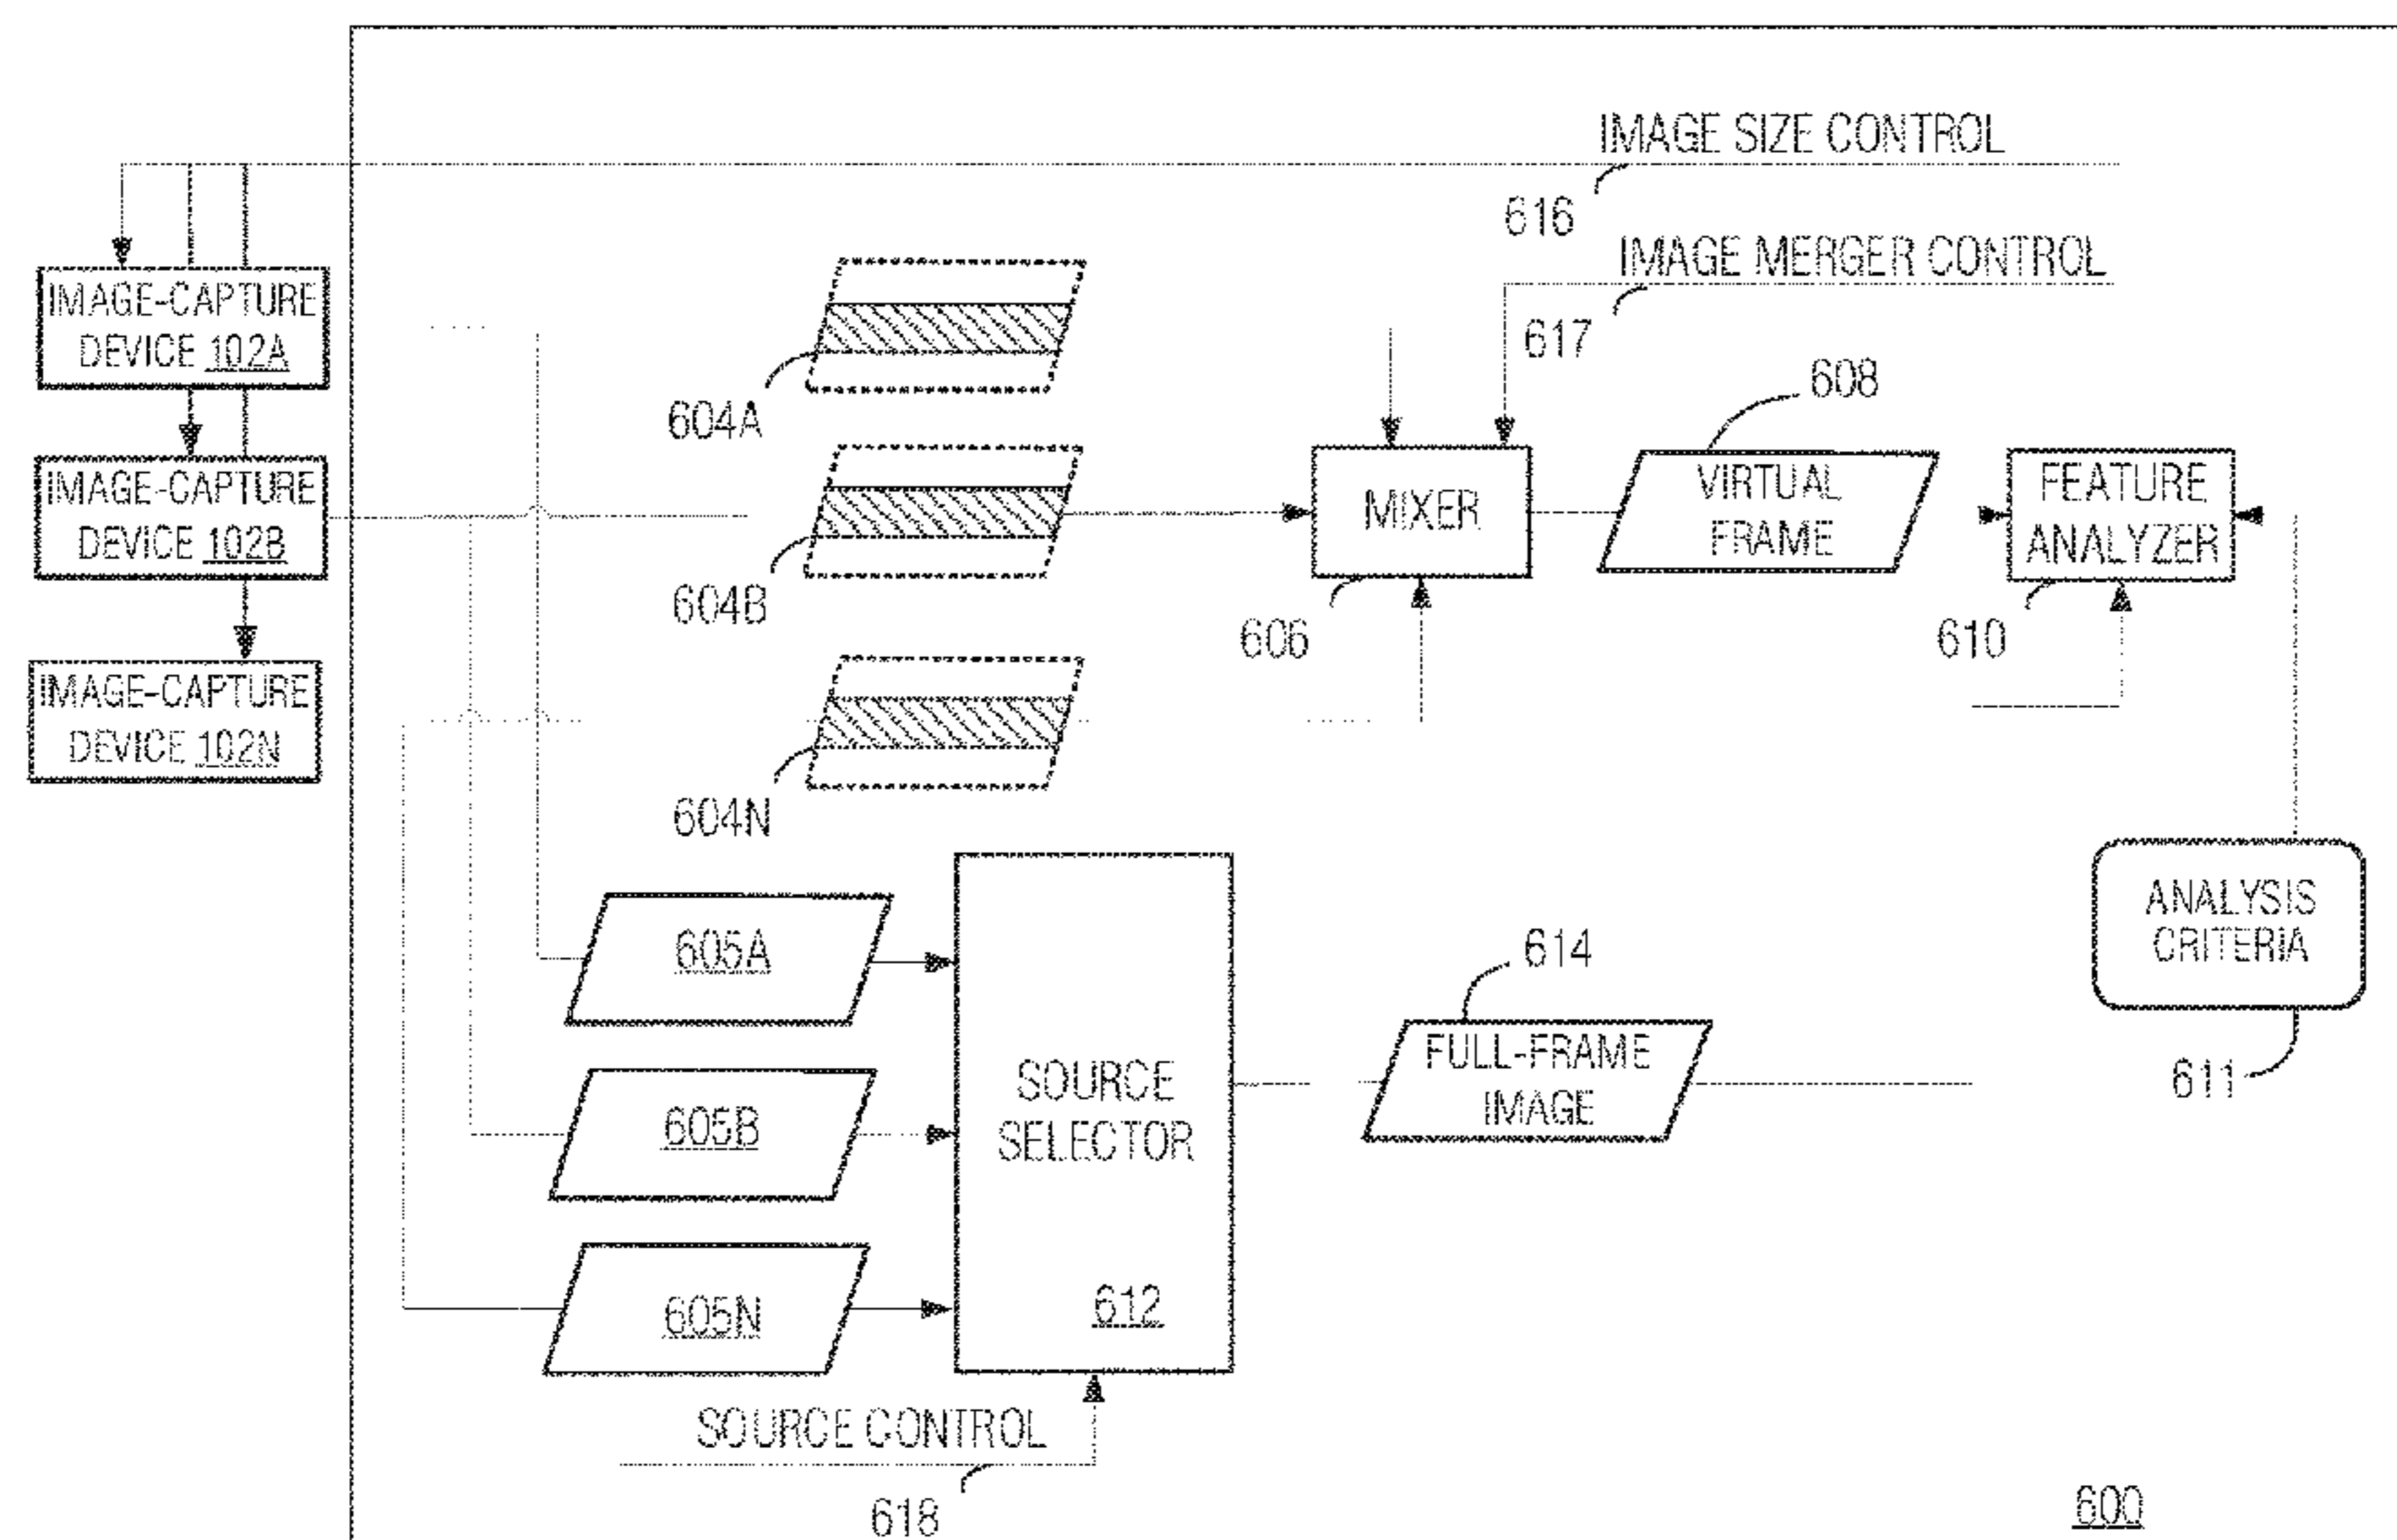 IMAGE SIZE CONTROL
616
IMAGE MERGER CONTROL
617
IMAGE-CAPTURE
DEVICE 102A
604A
608
IMAGE-CAPTURE
DEVICE 102B
604B
MIXER
606
VIRTUAL
FRAME
FEATURE
ANALYZER
610
IMAGE-CAPTURE
DEVICE 102N
604N
605A
605B
605N
SOURCE
SELECTOR
612
614
FULL-FRAME
IMAGE
ANALYSIS
CRITERIA
611
SOURCE CONTROL
618
600